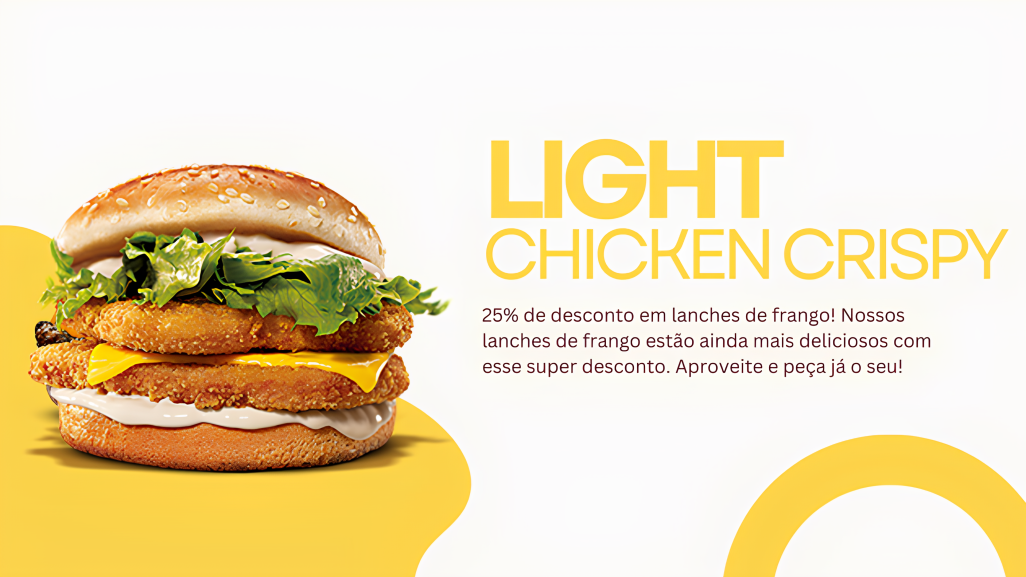 LIGHT
CHICKEN CRISPY
25% de desconto em lanches de frango! Nossos
lanches de frango estão ainda mais deliciosos com
esse super desconto. Aproveite e peça já o seu!